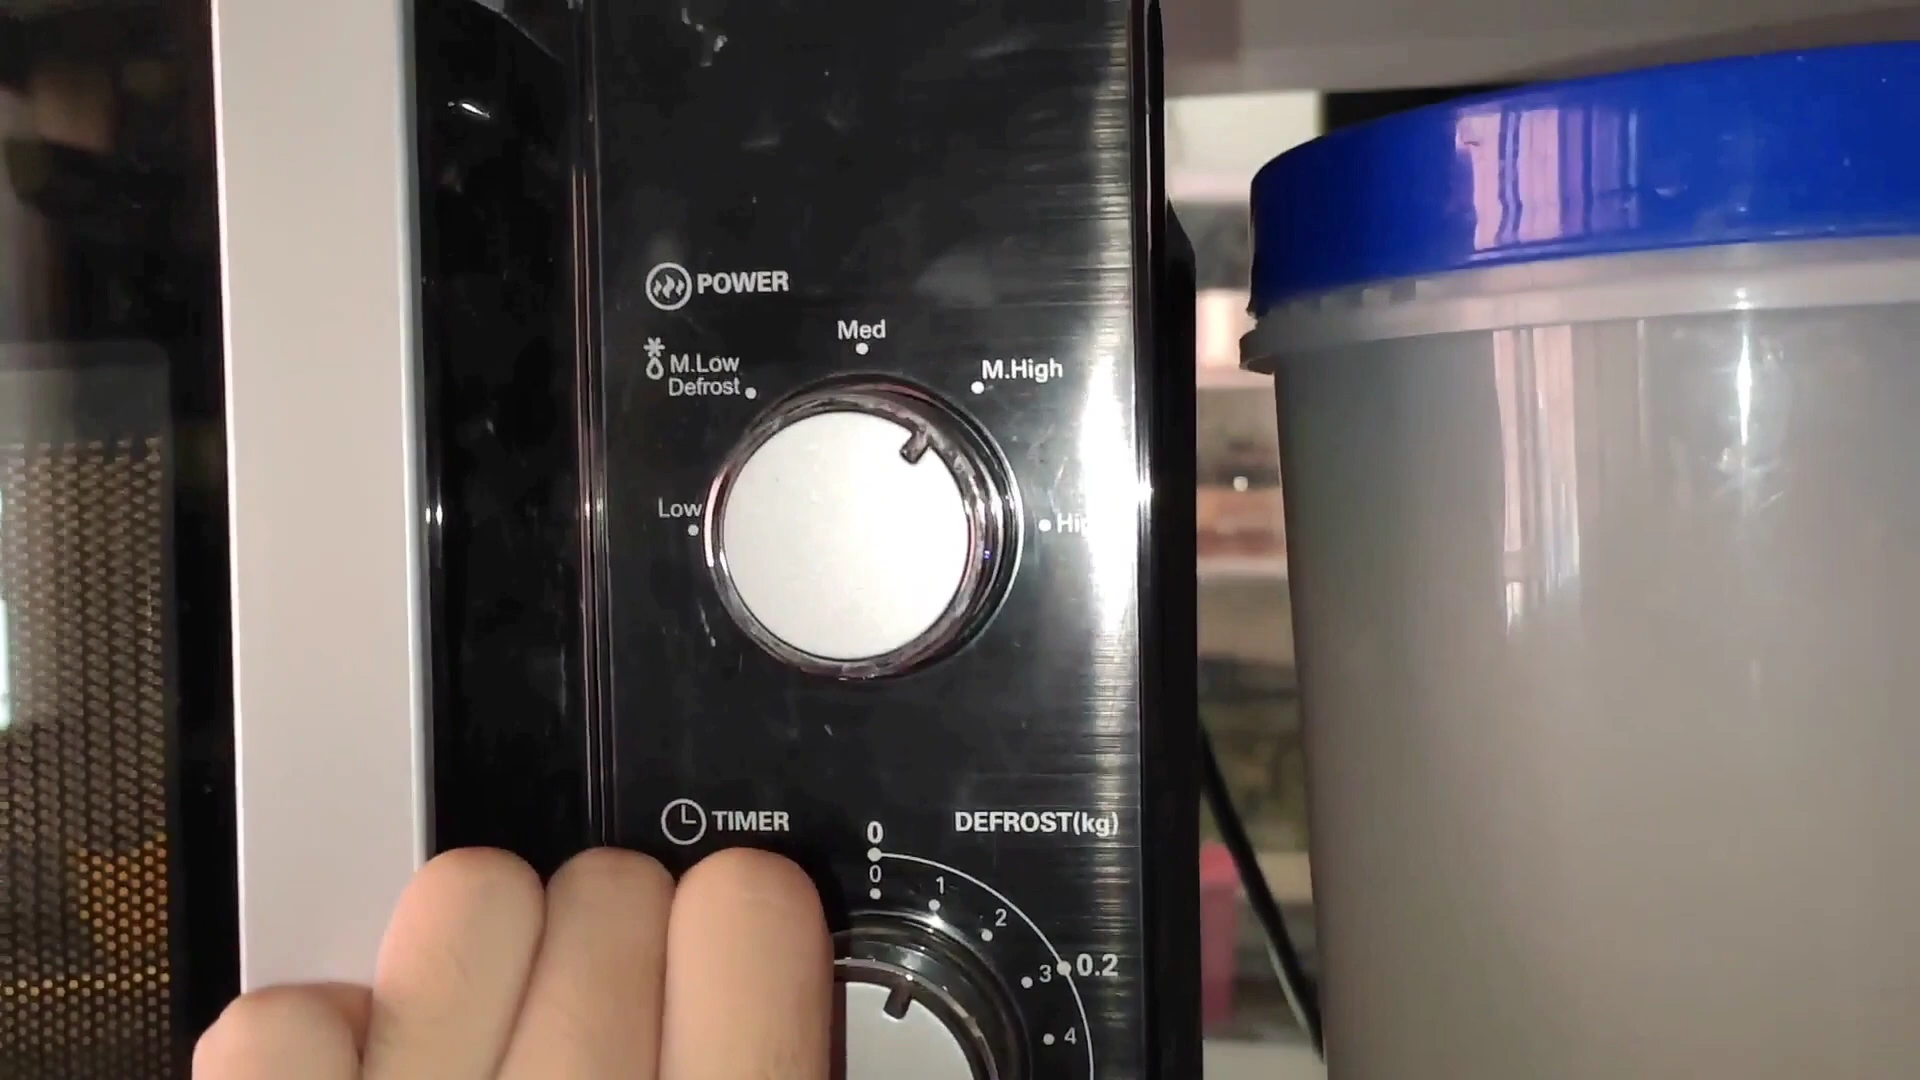 POWER
Med
M.Low
Defrost
M.High
Low
TIMER
DEFROST(kg)
0
0
1
2
3
0.2
4